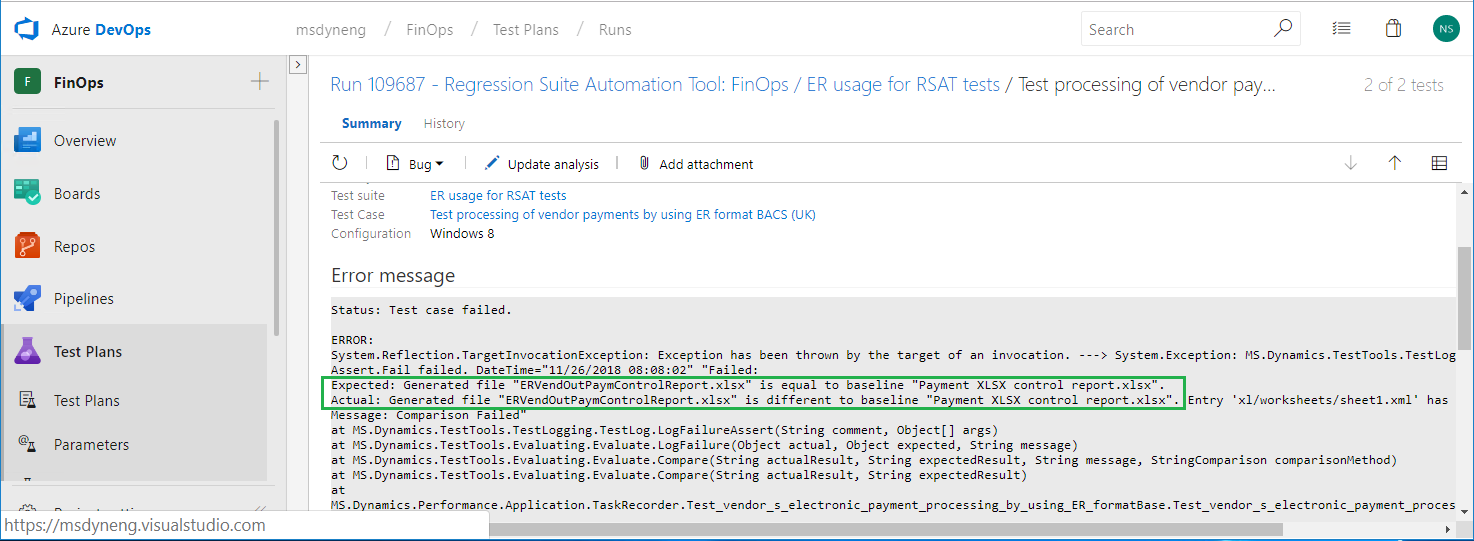 Azure DevOps
msdyneng / FinOps / Test Plans / Runs
Search
NS
F FinOps
Overview
Boards
Repos
Pipelines
Test Plans
Test Plans
Parameters
https://msdyneng.visualstudio.com
Run 109687 - Regression Suite Automation Tool: FinOps / ER usage for RSAT tests / Test processing of vendor pay...
2 of 2 tests
Summary History
Bug Update analysis Add attachment
Test suite ER usage for RSAT tests
Test Case Test processing of vendor payments by using ER format BACS (UK)
Configuration Windows 8
Error message
Status: Test case failed.
ERROR:
System.Reflection.TargetInvocationException: Exception has been thrown by the target of an invocation. ---> System.Exception: MS.Dynamics.TestTools.TestLog
Assert.Fail failed. DateTime="11/26/2018 08:08:02" "Failed:
Expected: Generated file "ERVendOutPaymControlReport.xlsx" is equal to baseline "Payment XLSX control report.xlsx".
Actual: Generated file "ERVendOutPaymControlReport.xlsx" is different to baseline "Payment XLSX control report.xlsx". Entry 'xl/worksheets/sheet1.xml' has
Message: Comparison Failed"
at MS.Dynamics.TestTools.TestLogging.TestLog.LogFailureAssert(String comment, Object[] args)
at MS.Dynamics.TestTools.Evaluating.Evaluate.LogFailure(Object actual, Object expected, String message)
at MS.Dynamics.TestTools.Evaluating.Evaluate.Compare(String actualResult, String expectedResult, String message, StringComparison comparisonMethod)
at MS.Dynamics.TestTools.Evaluating.Evaluate.Compare(String actualResult, String expectedResult)
at
MS.Dynamics.Performance.Application.TaskRecorder.Test_vendor_s_electronic_payment_processing_by_using_ER_formatBase.Test_vendor_s_electronic_payment_proces